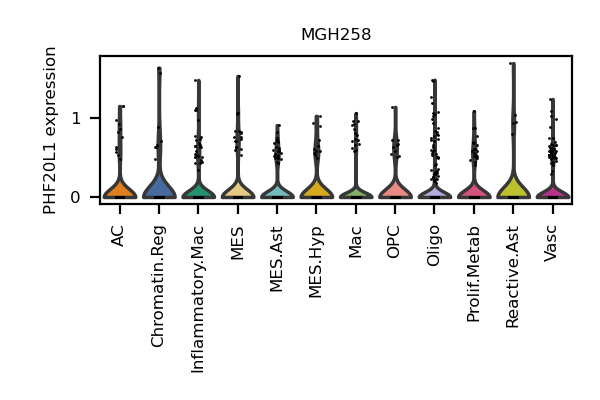 MGH258
PHF20L1 expression
1
0
AC
Chromatin.Reg
Inflammatory.Mac
MES
MES.Ast
MES.Hyp
Mac
OPC
Oligo
Prolif.Metab
Reactive.Ast
Vasc